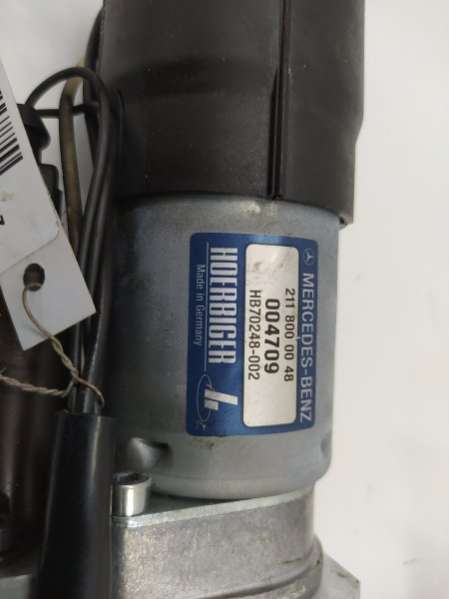 MERCEDES-BENZ
211 800 00 48
004709
HB70248-002
HOERBIGER
Made in Germany